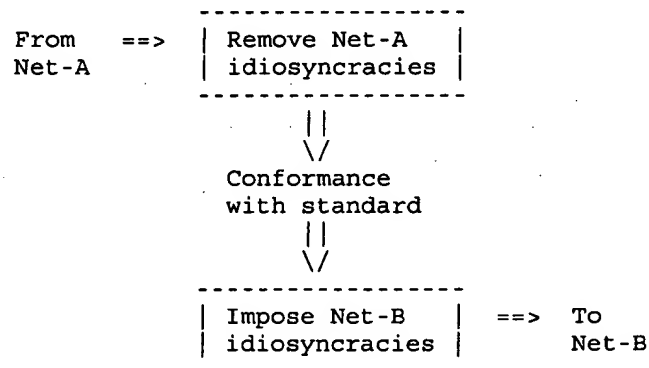 - - - - - - - - - - - - - - - - -
From ==> | Remove Net-A |
Net-A | idiosyncracies |
- - - - - - - - - - - - - - - - -
||
\/
Conformance
with standard
||
\/
- - - - - - - - - - - - - - - - -
| Impose Net-B | ==> To
| idiosyncracies | Net-B